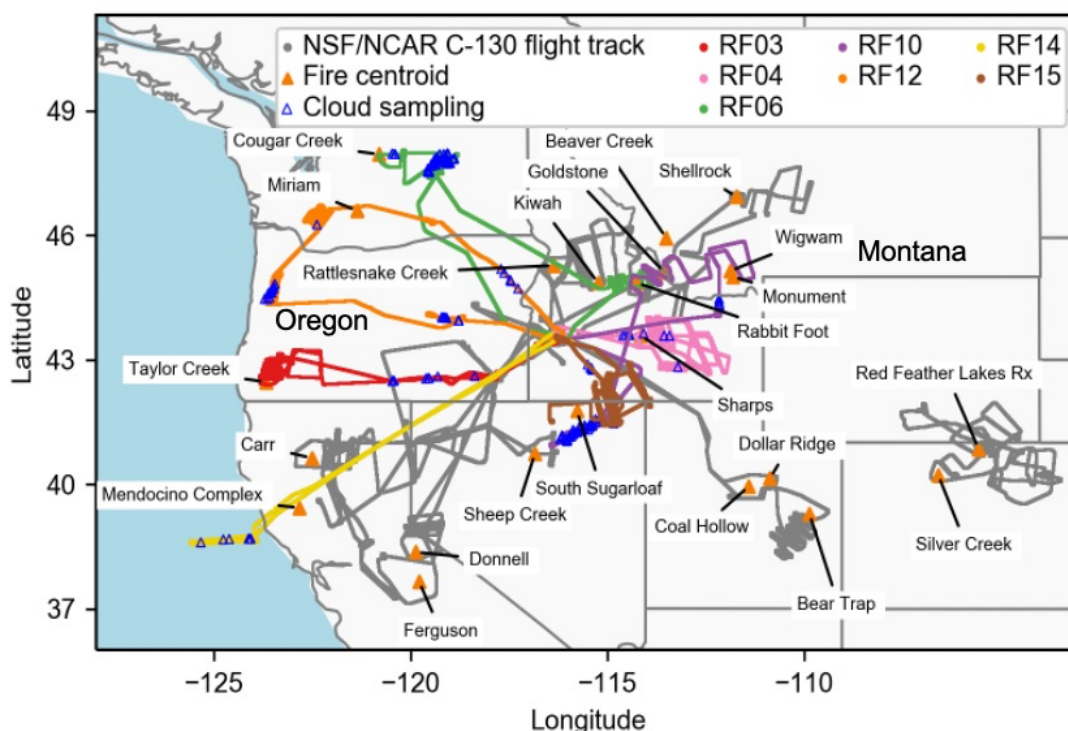 NSF/NCAR C-130 flight track
Fire centroid
Cloud sampling
RF03
RF04
RF06
RF10
RF12
RF14
RF15
Cougar Creek
Beaver Creek
Goldstone
Shellrock
Miriam
Kiwah
Wigwam
Montana
Rattlesnake Creek
Monument
Oregon
Rabbit Foot
Taylor Creek
Red Feather Lakes Rx
Sharps
Carr
Dollar Ridge
Mendocino Complex
South Sugarloaf
Sheep Creek
Coal Hollow
Silver Creek
Donnell
Bear Trap
Ferguson
49
46
43
40
37
Latitude
−125
−120
−115
−110
Longitude